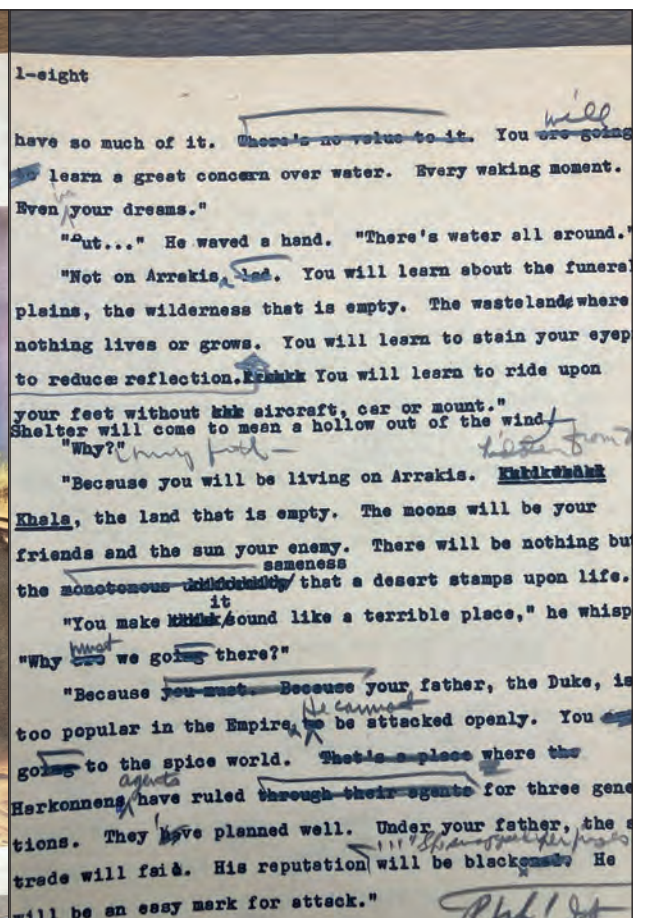 1-eight
will
have so much of it. There's no value to it. You are going
to learn a great concern over water. Every waking moment.
in
Even your dreams."
"But..." He waved a hand. "There's water all around."
"Not on Arrakis, lad. You will learn about the funeral
plains, the wilderness that is empty. The wastelands where
nothing lives or grows. You will learn to stain your eyep
to reduce reflection. You will learn to ride upon
your feet without aircraft, car or mount."
Shelter will come to mean a hollow out of the wind
"Why?"
hidden from
"Because you will be living on Arrakis.
Khala, the land that is empty. The moons will be your
friends and the sun your enemy. There will be nothing but
sameness
the monotonous that a desert stamps upon life.
it
"You make sound like a terrible place," he whisp
must
"Why are we going there?"
"Because you must. Because your father, the Duke, is
He cannot
too popular in the Empire, to be attacked openly. You
going to the spice world. That's a place where the
agents
Harkonnens have ruled through their agents for three gene
tions. They have planned well. Under your father, the s
trade will fail. His reputation will be blackened. He
will be an easy mark for attack."